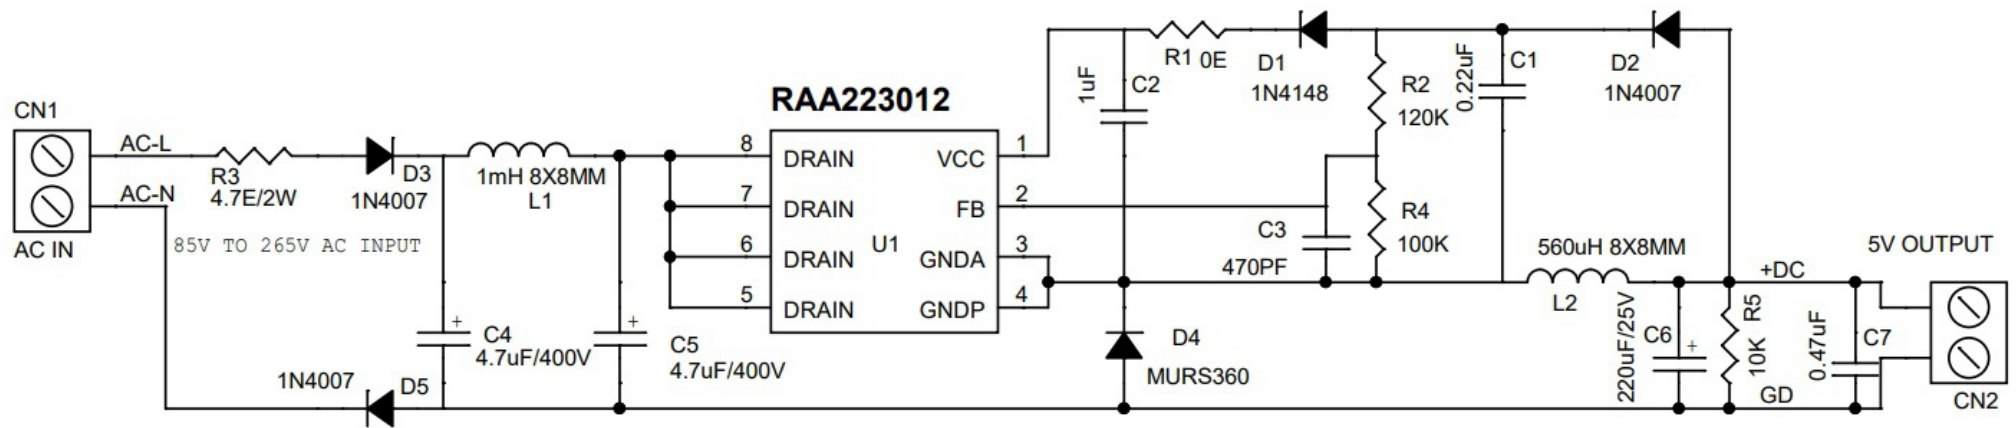 CN1
AC IN
AC-L
AC-N
R3
4.7E/2W
D3
1N4007
85V TO 265V AC INPUT
1mH 8X8MM
L1
+
C4
4.7uF/400V
+
C5
4.7uF/400V
1N4007
D5
RAA223012
8
DRAIN
7
DRAIN
6
DRAIN
5
DRAIN
U1
VCC
1
FB
2
GNDA
3
GNDP
4
1uF
C2
R1 0E
D1
1N4148
R2
120K
0.22uF
C1
D2
1N4007
C3
470PF
R4
100K
D4
MURS360
560uH 8X8MM
L2
220uF/25V
C6
+
+DC
R5
10K
GD
0.47uF
C7
5V OUTPUT
CN2